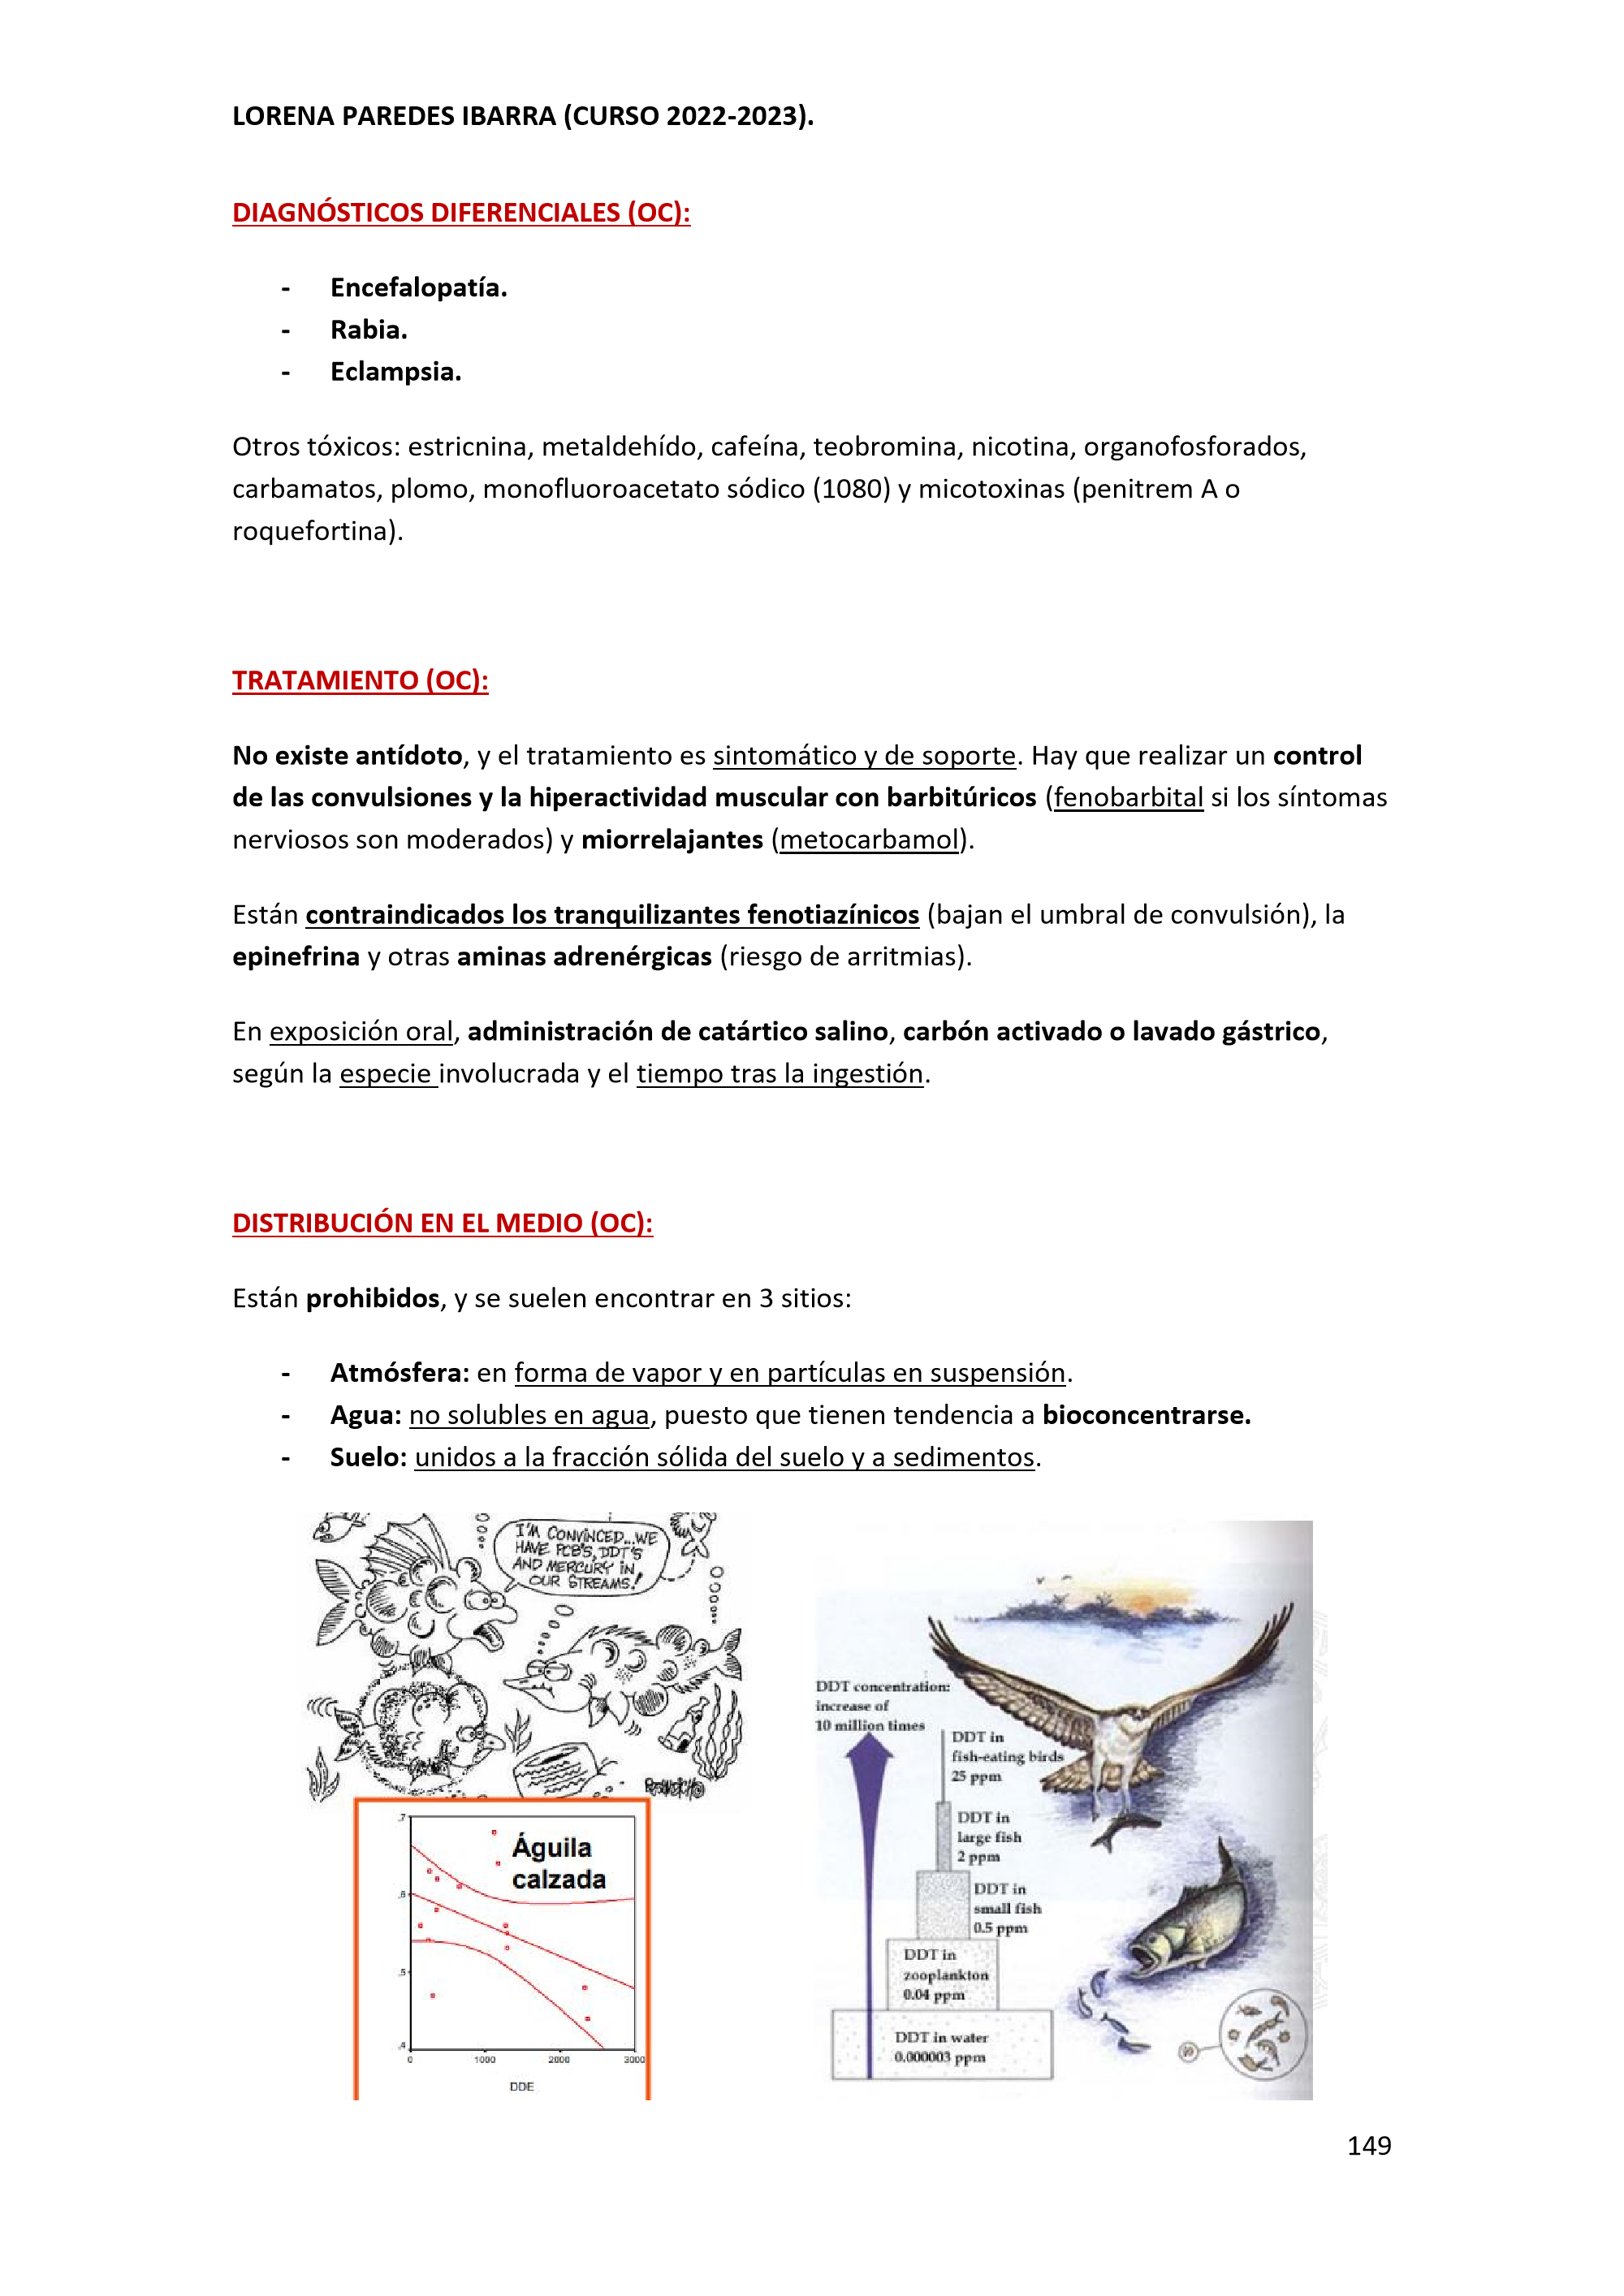 LORENA PAREDES IBARRA (CURSO 2022-2023).
DIAGNÓSTICOS DIFERENCIALES (OC):
- Encefalopatía.
- Rabia.
- Eclampsia.
Otros tóxicos: estricnina, metaldehído, cafeína, teobromina, nicotina, organofosforados,
carbamatos, plomo, monofluoroacetato sódico (1080) y micotoxinas (penitrem A o
roquefortina).
TRATAMIENTO (OC):
No existe antídoto, y el tratamiento es sintomático y de soporte. Hay que realizar un control
de las convulsiones y la hiperactividad muscular con barbitúricos (fenobarbital si los síntomas
nerviosos son moderados) y miorrelajantes (metocarbamol).
Están contraindicados los tranquilizantes fenotiazínicos (bajan el umbral de convulsión), la
epinefrina y otras aminas adrenérgicas (riesgo de arritmias).
En exposición oral, administración de catártico salino, carbón activado o lavado gástrico,
según la especie involucrada y el tiempo tras la ingestión.
DISTRIBUCIÓN EN EL MEDIO (OC):
Están prohibidos, y se suelen encontrar en 3 sitios:
- Atmósfera: en forma de vapor y en partículas en suspensión.
- Agua: no solubles en agua, puesto que tienen tendencia a bioconcentrarse.
- Suelo: unidos a la fracción sólida del suelo y a sedimentos.
I'M CONVINCED...WE
HAVE PCB'S, DDT'S
AND MERCURY IN
OUR STREAMS!
Águila
calzada
,7
,6
,5
,4
0 1000 2000 3000
DDE
DDT concentration:
increase of
10 million times
DDT in
fish-eating birds
25 ppm
DDT in
large fish
2 ppm
DDT in
small fish
0.5 ppm
DDT in
zooplankton
0.04 ppm
DDT in water
0.000003 ppm
149